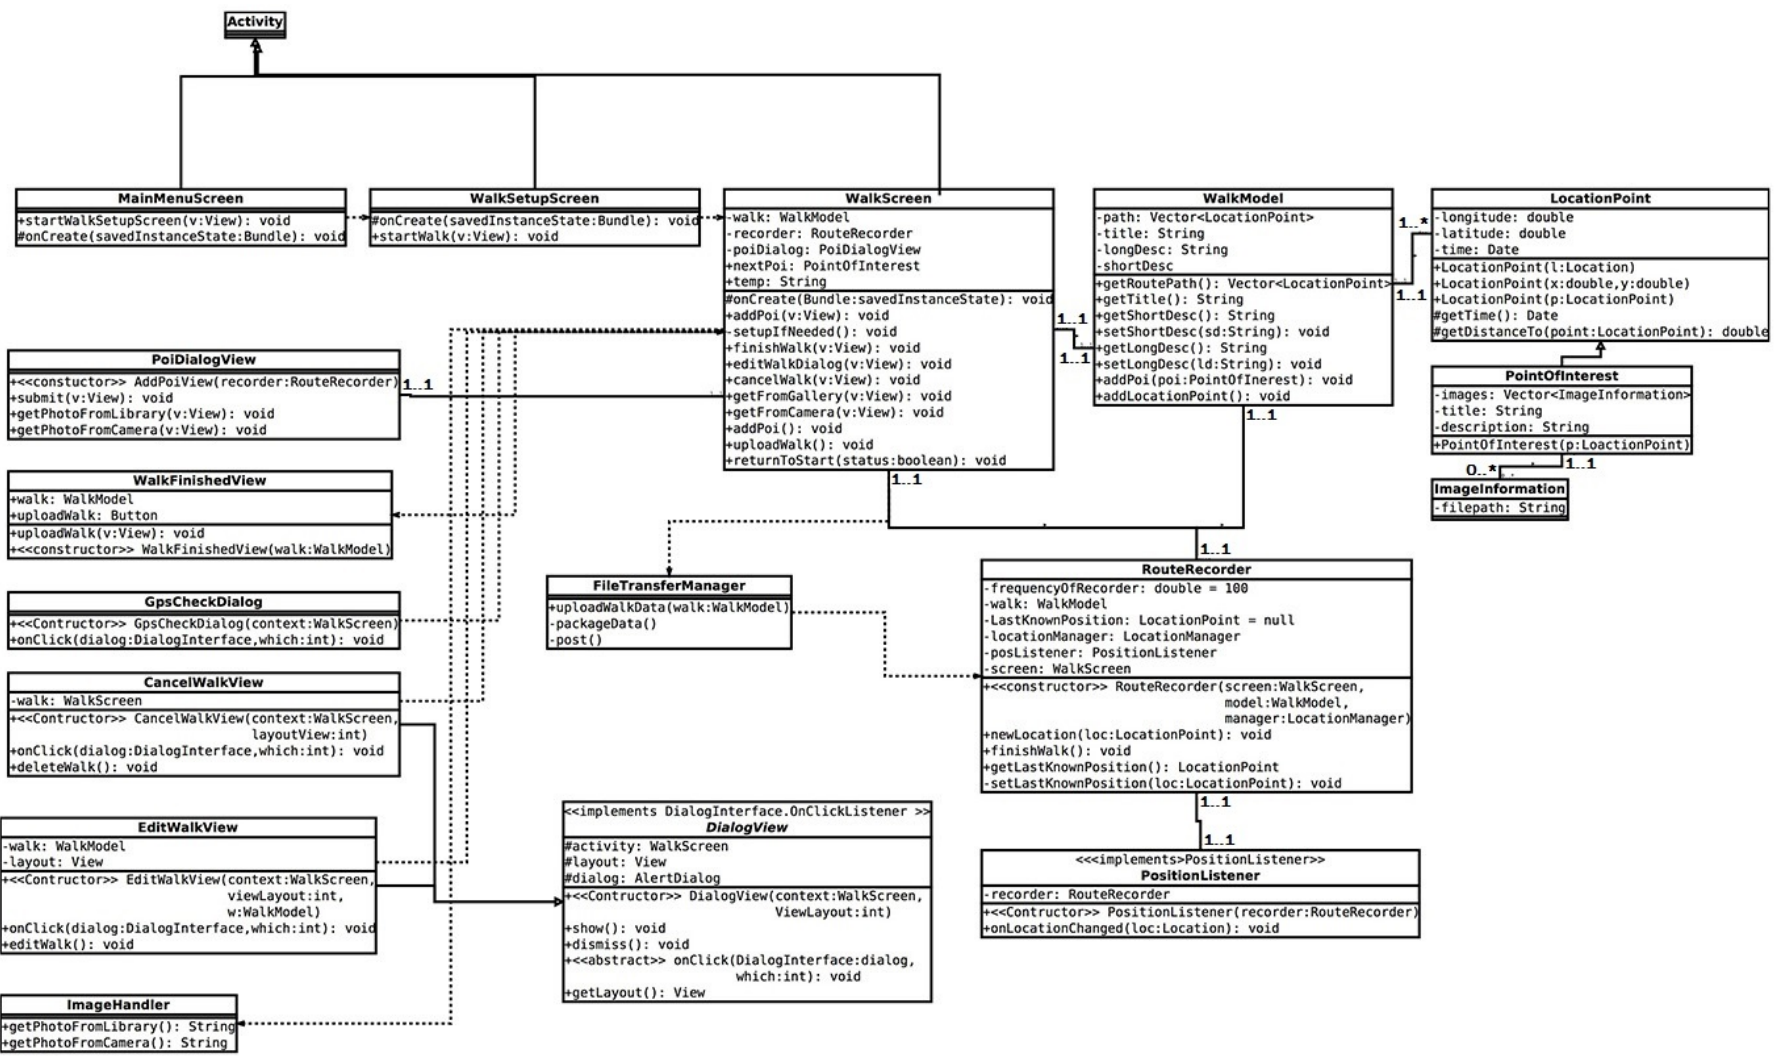 Activity
MainMenuScreen
+startWalkSetupScreen(v:View): void
#onCreate(savedInstanceState:Bundle): void
WalkSetupScreen
#onCreate(savedInstanceState:Bundle): void
+startWalk(v:View): void
WalkScreen
-walk: WalkModel
-recorder: RouteRecorder
-poiDialog: PoiDialogView
+nextPoi: PointOfInterest
+temp: String
#onCreate(Bundle:savedInstanceState): void
+addPoi(v:View): void
-setupIfNeeded(): void
+finishWalk(v:View): void
+editWalkDialog(v:View): void
+cancelWalk(v:View): void
+getFromGallery(v:View): void
+getFromCamera(v:View): void
+addPoi(): void
+uploadWalk(): void
+returnToStart(status:boolean): void
1..1
1..1
1..1
WalkModel
-path: Vector<LocationPoint>
-title: String
-longDesc: String
-shortDesc
+getRoutePath(): Vector<LocationPoint>
+getTitle(): String
+getShortDesc(): String
+setShortDesc(sd:String): void
+getLongDesc(): String
+setLongDesc(ld:String): void
+addPoi(poi:PointOfInerest): void
+addLocationPoint(): void
1..1
1..*
1..1
LocationPoint
-longitude: double
-latitude: double
-time: Date
+LocationPoint(l:Location)
+LocationPoint(x:double,y:double)
+LocationPoint(p:LocationPoint)
#getTime(): Date
#getDistanceTo(point:LocationPoint): double
PointOfInterest
-images: Vector<ImageInformation>
-title: String
-description: String
+PointOfInterest(p:LoactionPoint)
0..*
1..1
ImageInformation
-filepath: String
PoiDialogView
+<<constuctor>> AddPoiView(recorder:RouteRecorder)
+submit(v:View): void
+getPhotoFromLibrary(v:View): void
+getPhotoFromCamera(v:View): void
1..1
WalkFinishedView
+walk: WalkModel
+uploadWalk: Button
+uploadWalk(v:View): void
+<<constructor>> WalkFinishedView(walk:WalkModel)
GpsCheckDialog
+<<Contructor>> GpsCheckDialog(context:WalkScreen)
+onClick(dialog:DialogInterface,which:int): void
CancelWalkView
-walk: WalkScreen
+<<Contructor>> CancelWalkView(context:WalkScreen,
layoutView:int)
+onClick(dialog:DialogInterface,which:int): void
+deleteWalk(): void
EditWalkView
-walk: WalkModel
-layout: View
+<<Contructor>> EditWalkView(context:WalkScreen,
viewLayout:int,
w:WalkModel)
+onClick(dialog:DialogInterface,which:int): void
+editWalk(): void
ImageHandler
+getPhotoFromLibrary(): String
+getPhotoFromCamera(): String
FileTransferManager
+uploadWalkData(walk:WalkModel)
-packageData()
-post()
<<implements DialogInterface.OnClickListener >>
DialogView
#activity: WalkScreen
#layout: View
#dialog: AlertDialog
+<<Contructor>> DialogView(context:WalkScreen,
ViewLayout:int)
+show(): void
+dismiss(): void
+<<abstract>> onClick(DialogInterface:dialog,
which:int): void
+getLayout(): View
1..1
RouteRecorder
-frequencyOfRecorder: double = 100
-walk: WalkModel
-LastKnownPosition: LocationPoint = null
-locationManager: LocationManager
-posListener: PositionListener
-screen: WalkScreen
+<<constructor>> RouteRecorder(screen:WalkScreen,
model:WalkModel,
manager:LocationManager)
+newLocation(loc:LocationPoint): void
+finishWalk(): void
+getLastKnownPosition(): LocationPoint
-setLastKnownPosition(loc:LocationPoint): void
1..1
1..1
<<<implements>PositionListener>>
PositionListener
-recorder: RouteRecorder
+<<Contructor>> PositionListener(recorder:RouteRecorder)
+onLocationChanged(loc:Location): void